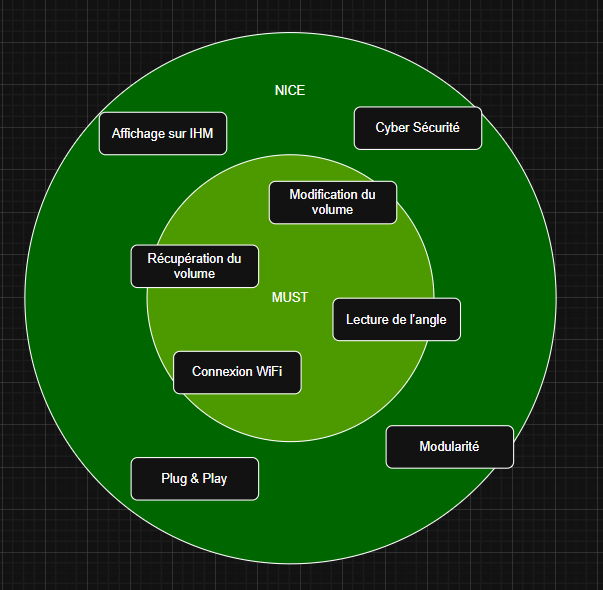 NICE
Affichage sur IHM
Cyber Sécurité
Modification du
volume
Récupération du
volume
MUST
Lecture de l'angle
Connexion WiFi
Modularité
Plug & Play